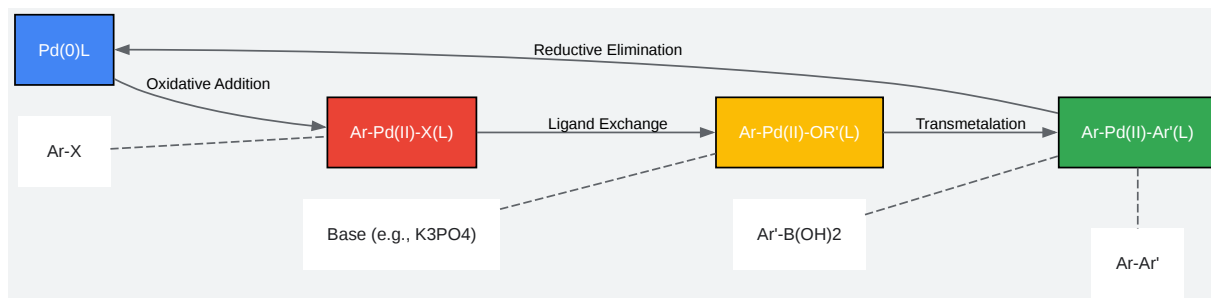 Pd(0)L
Reductive Elimination
Oxidative Addition
Ar-Pd(II)-X(L)
Ligand Exchange
Ar-Pd(II)-OR'(L)
Transmetalation
Ar-Pd(II)-Ar'(L)
Ar-X
Base (e.g., K3PO4)
Ar'-B(OH)2
Ar-Ar'